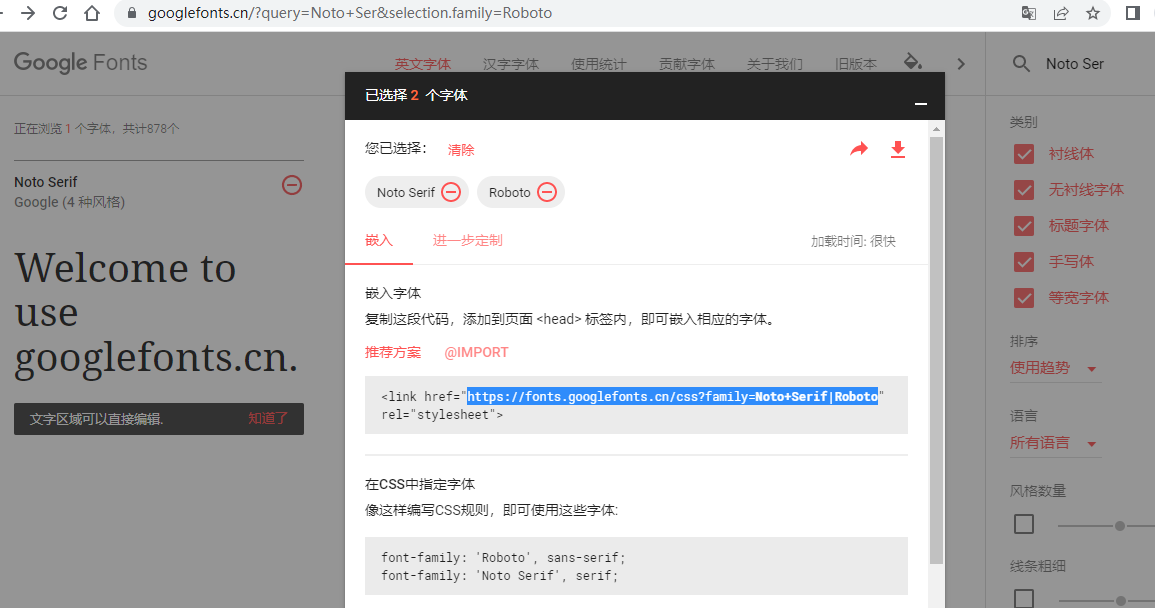 googlefonts.cn/?query=Noto+Ser&selection.family=Roboto
Google Fonts
英文字体 汉字字体 使用统计 贡献字体 关于我们 旧版本
Noto Ser
正在浏览 1 个字体，共计878个
Noto Serif
Google (4 种风格)
Welcome to
use
googlefonts.cn.
文字区域可以直接编辑. 知道了
已选择 2 个字体
您已选择： 清除
Noto Serif Roboto
嵌入 进一步定制 加载时间: 很快
嵌入字体
复制这段代码，添加到页面 <head> 标签内，即可嵌入相应的字体。
推荐方案 @IMPORT
<link href="https://fonts.googlefonts.cn/css?family=Noto+Serif|Roboto"
rel="stylesheet">
在CSS中指定字体
像这样编写CSS规则，即可使用这些字体:
font-family: 'Roboto', sans-serif;
font-family: 'Noto Serif', serif;
类别
衬线体
无衬线字体
标题字体
手写体
等宽字体
排序
使用趋势
语言
所有语言
风格数量
线条粗细